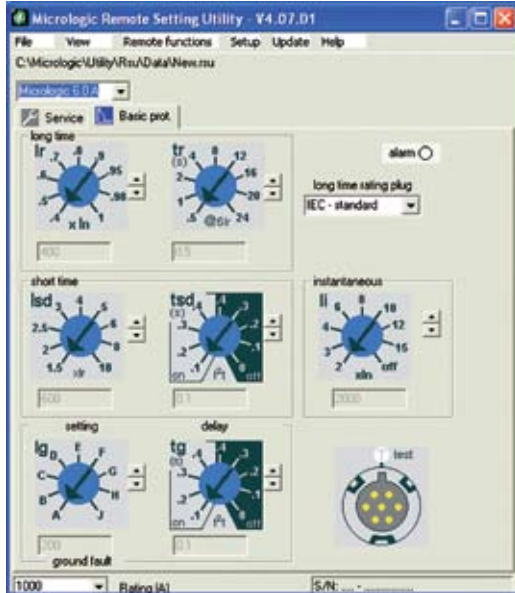 Micrologic Remote Setting Utility - V4.07.01
File View Remote functions Setup Update Help
C:\Micrologic\Utility\Rsu\Data\New.rsu
Micrologic 6.0 A
Service Basic prot.
long time
Ir .4 .5 .6 .7 .8 .9 .95 .98 1
x In
400
tr (s) .5 1 2 4 8 12 16 20 24
@6Ir
0.5
alarm
long time rating plug
IEC - standard
short time
Isd 1.5 2 2.5 3 4 5 6 8 10
xIr
600
tsd (s) .1 .2 .3 .4 .4 .3 .2 .1 0
on I²t off
0.1
instantaneous
Ii 2 3 4 6 8 10 12 15 off
xIn
2000
setting delay
Ig A B C D E F G H J
200
tg (s) .1 .2 .3 .4 .4 .3 .2 .1 0
on I²t off
0.1
test
ground fault
1000 Rating [A] S/N: .... -